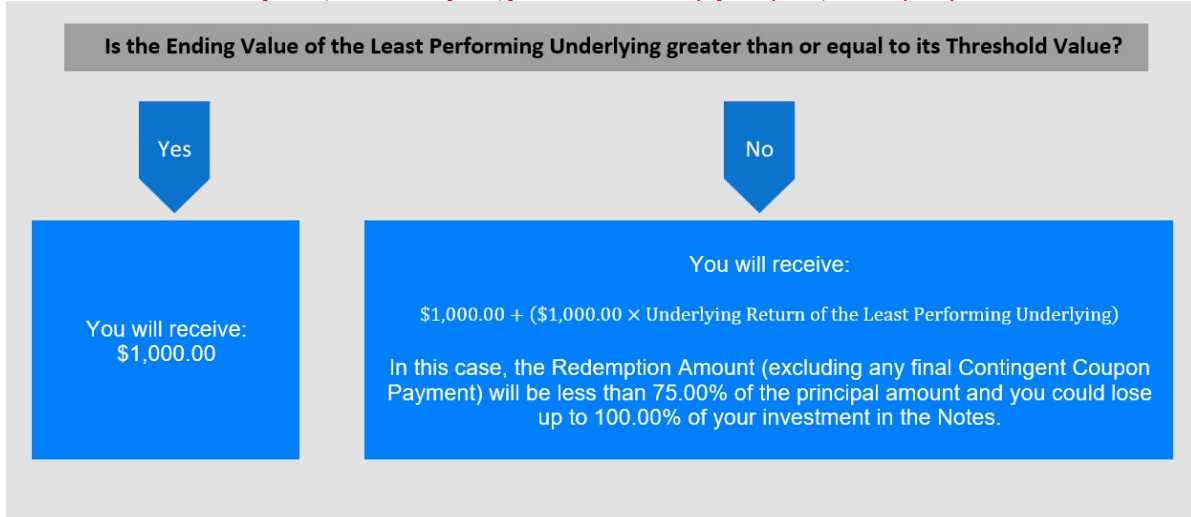 Is the Ending Value of the Least Performing Underlying greater than or equal to its Threshold Value?
Yes
No
You will receive:
$1,000.00
You will receive:
$1,000.00 + ($1,000.00 × Underlying Return of the Least Performing Underlying)
In this case, the Redemption Amount (excluding any final Contingent Coupon
Payment) will be less than 75.00% of the principal amount and you could lose
up to 100.00% of your investment in the Notes.